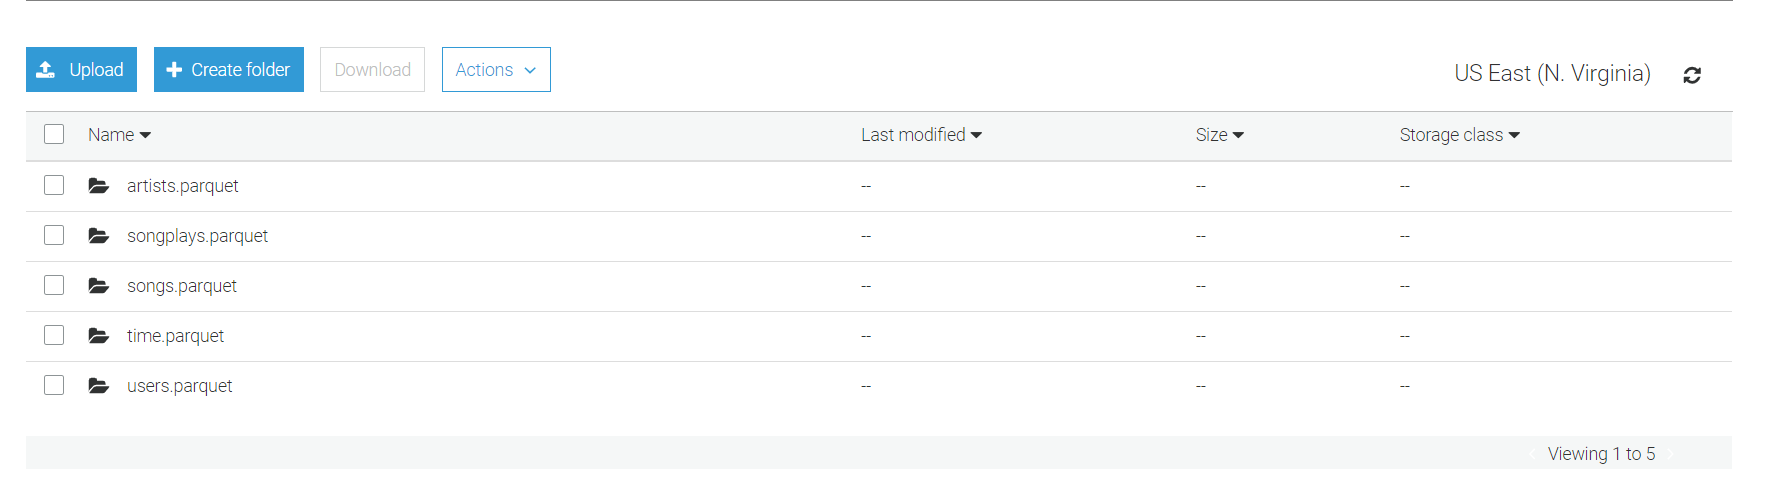 Upload Create folder Download Actions US East (N. Virginia)
Name Last modified Size Storage class
artists.parquet -- -- --
songplays.parquet -- -- --
songs.parquet -- -- --
time.parquet -- -- --
users.parquet -- -- --
Viewing 1 to 5